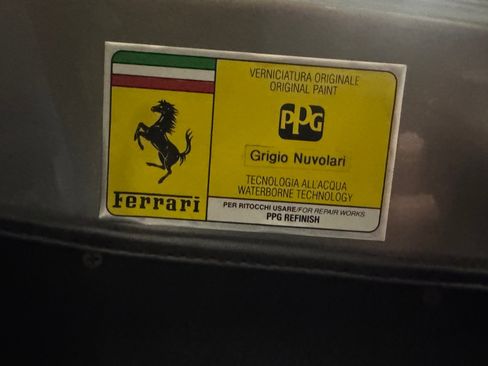 Ferrari
VERNICIATURA ORIGINALE
ORIGINAL PAINT
PPG
Grigio Nuvolari
TECNOLOGIA ALL'ACQUA
WATERBORNE TECHNOLOGY
PER RITOCCHI USARE/FOR REPAIR WORKS
PPG REFINISH